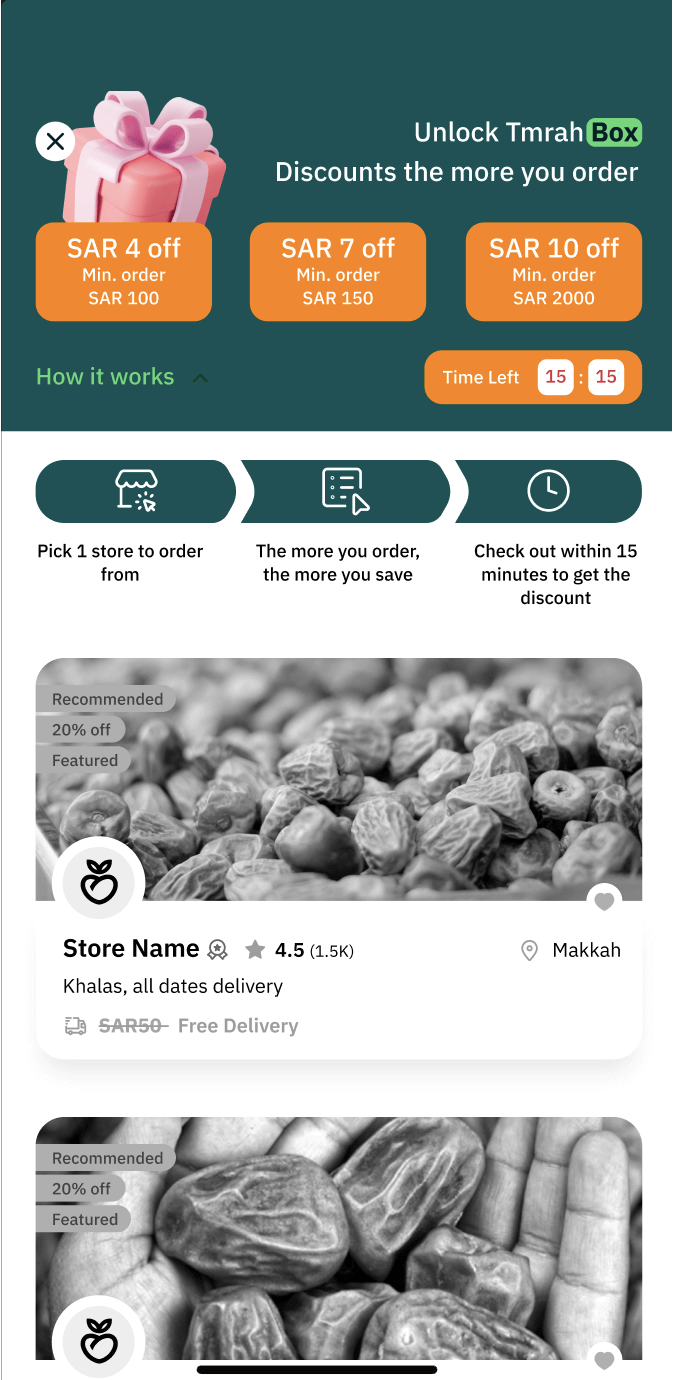 Unlock Tmrah Box
Discounts the more you order
SAR 4 off
Min. order
SAR 100
SAR 7 off
Min. order
SAR 150
SAR 10 off
Min. order
SAR 2000
How it works
Time Left 15 : 15
Pick 1 store to order
from
The more you order,
the more you save
Check out within 15
minutes to get the
discount
Recommended
20% off
Featured
Store Name 4.5 (1.5K) Makkah
Khalas, all dates delivery
SAR50 Free Delivery
Recommended
20% off
Featured